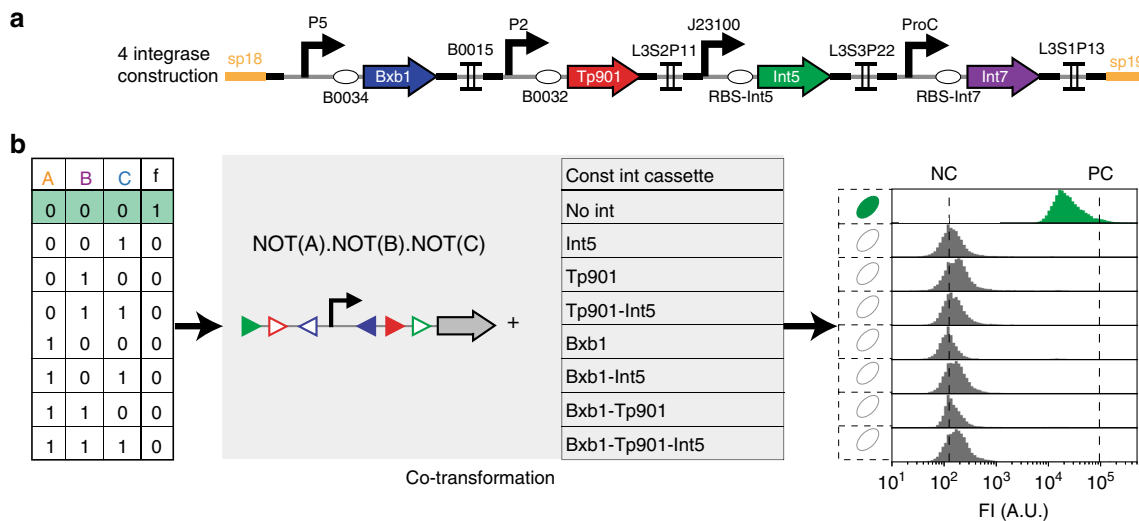 a
4 integrase construction
sp18
P5
B0034
Bxb1
B0015
P2
B0032
Tp901
L3S2P11
J23100
RBS-Int5
Int5
L3S3P22
ProC
RBS-Int7
Int7
L3S1P13
sp19
b
A B C f
0 0 0 1
0 0 1 0
0 1 0 0
0 1 1 0
1 0 0 0
1 0 1 0
1 1 0 0
1 1 1 0
NOT(A).NOT(B).NOT(C)
+
Const int cassette
No int
Int5
Tp901
Tp901-Int5
Bxb1
Bxb1-Int5
Bxb1-Tp901
Bxb1-Tp901-Int5
Co-transformation
NC PC
10¹ 10² 10³ 10⁴ 10⁵
FI (A.U.)